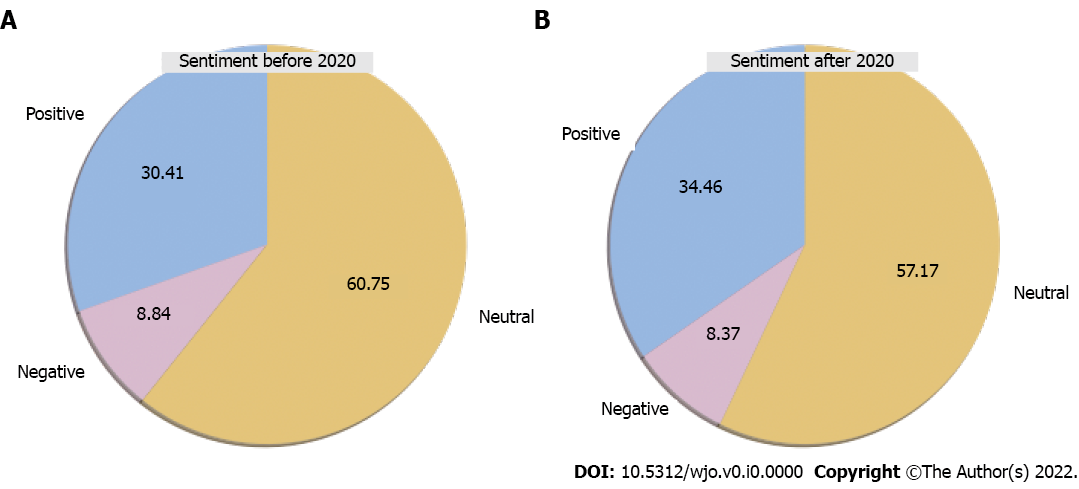 A
Sentiment before 2020
Positive
30.41
60.75
8.84
Neutral
Negative
B
Sentiment after 2020
Positive
34.46
57.17
Neutral
8.37
Negative
DOI: 10.5312/wjo.v0.i0.0000 Copyright ©The Author(s) 2022.